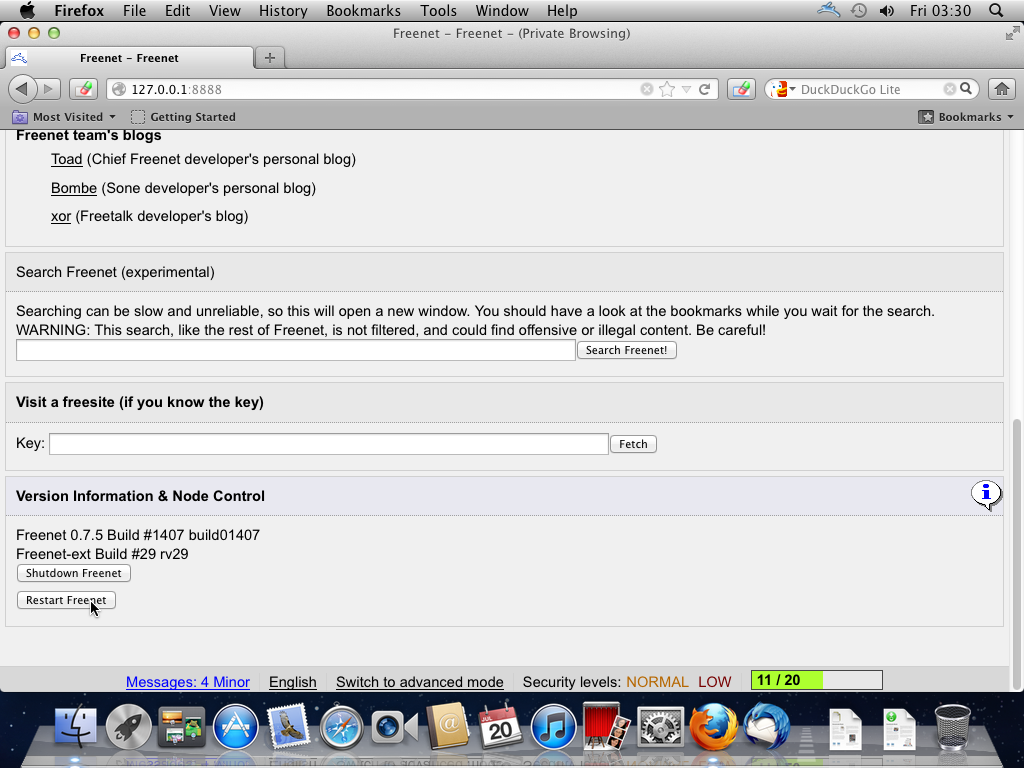 Firefox File Edit View History Bookmarks Tools Window Help Fri 03:30
Freenet – Freenet – (Private Browsing)
Freenet – Freenet
127.0.0.1:8888 DuckDuckGo Lite
Most Visited Getting Started Bookmarks
Freenet team's blogs
Toad (Chief Freenet developer's personal blog)
Bombe (Sone developer's personal blog)
xor (Freetalk developer's blog)
Search Freenet (experimental)
Searching can be slow and unreliable, so this will open a new window. You should have a look at the bookmarks while you wait for the search.
WARNING: This search, like the rest of Freenet, is not filtered, and could find offensive or illegal content. Be careful!
Search Freenet!
Visit a freesite (if you know the key)
Key: Fetch
Version Information & Node Control
Freenet 0.7.5 Build #1407 build01407
Freenet-ext Build #29 rv29
Shutdown Freenet
Restart Freenet
Messages: 4 Minor English Switch to advanced mode Security levels: NORMAL LOW 11 / 20
JUL
20